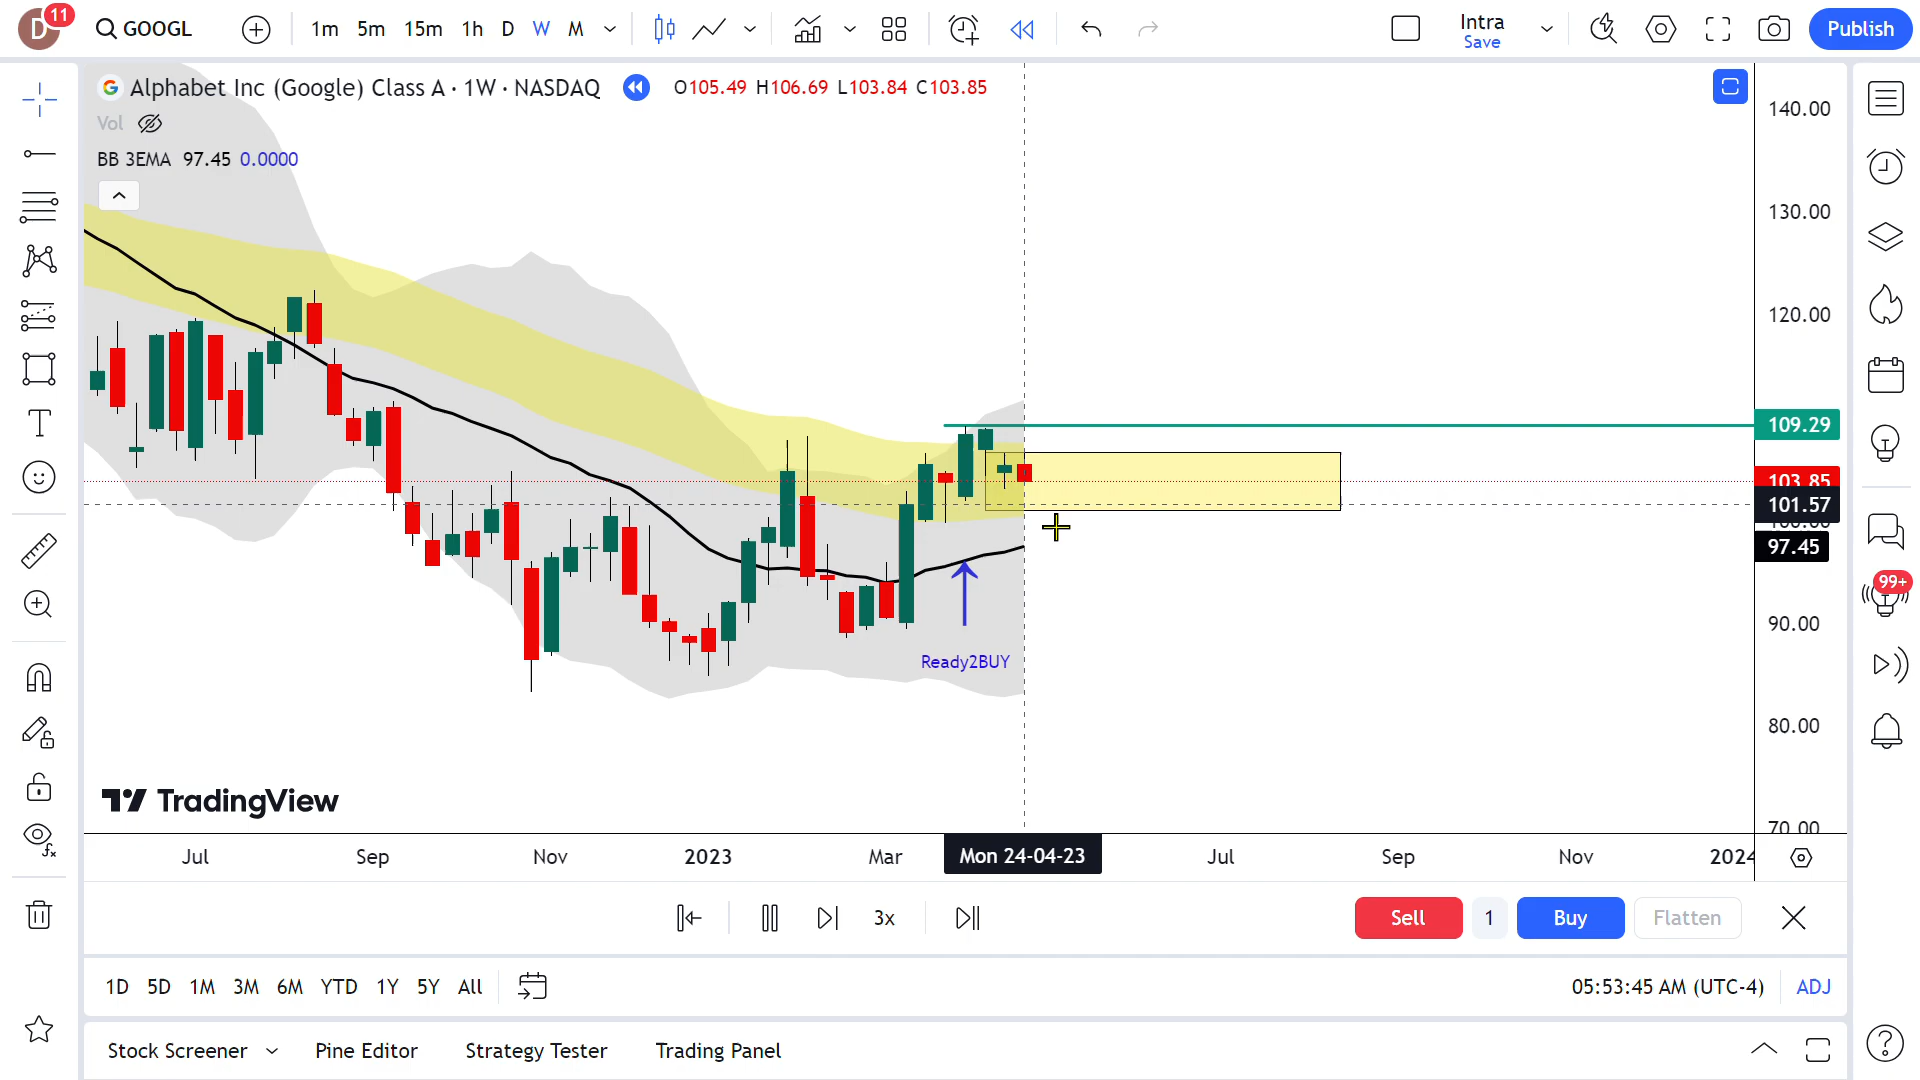 D 11 GOOGL 1m 5m 15m 1h D W M Intra Save Publish
Alphabet Inc (Google) Class A · 1W · NASDAQ O105.49 H106.69 L103.84 C103.85
Vol
BB 3EMA 97.45 0.0000
140.00
130.00
120.00
109.29
103.85
101.57
100.00
97.45
99+
90.00
Ready2BUY
80.00
TradingView
70.00
Jul Sep Nov 2023 Mar Mon 24-04-23 Jul Sep Nov 2024
3x Sell 1 Buy Flatten
1D 5D 1M 3M 6M YTD 1Y 5Y All 05:53:45 AM (UTC-4) ADJ
Stock Screener Pine Editor Strategy Tester Trading Panel